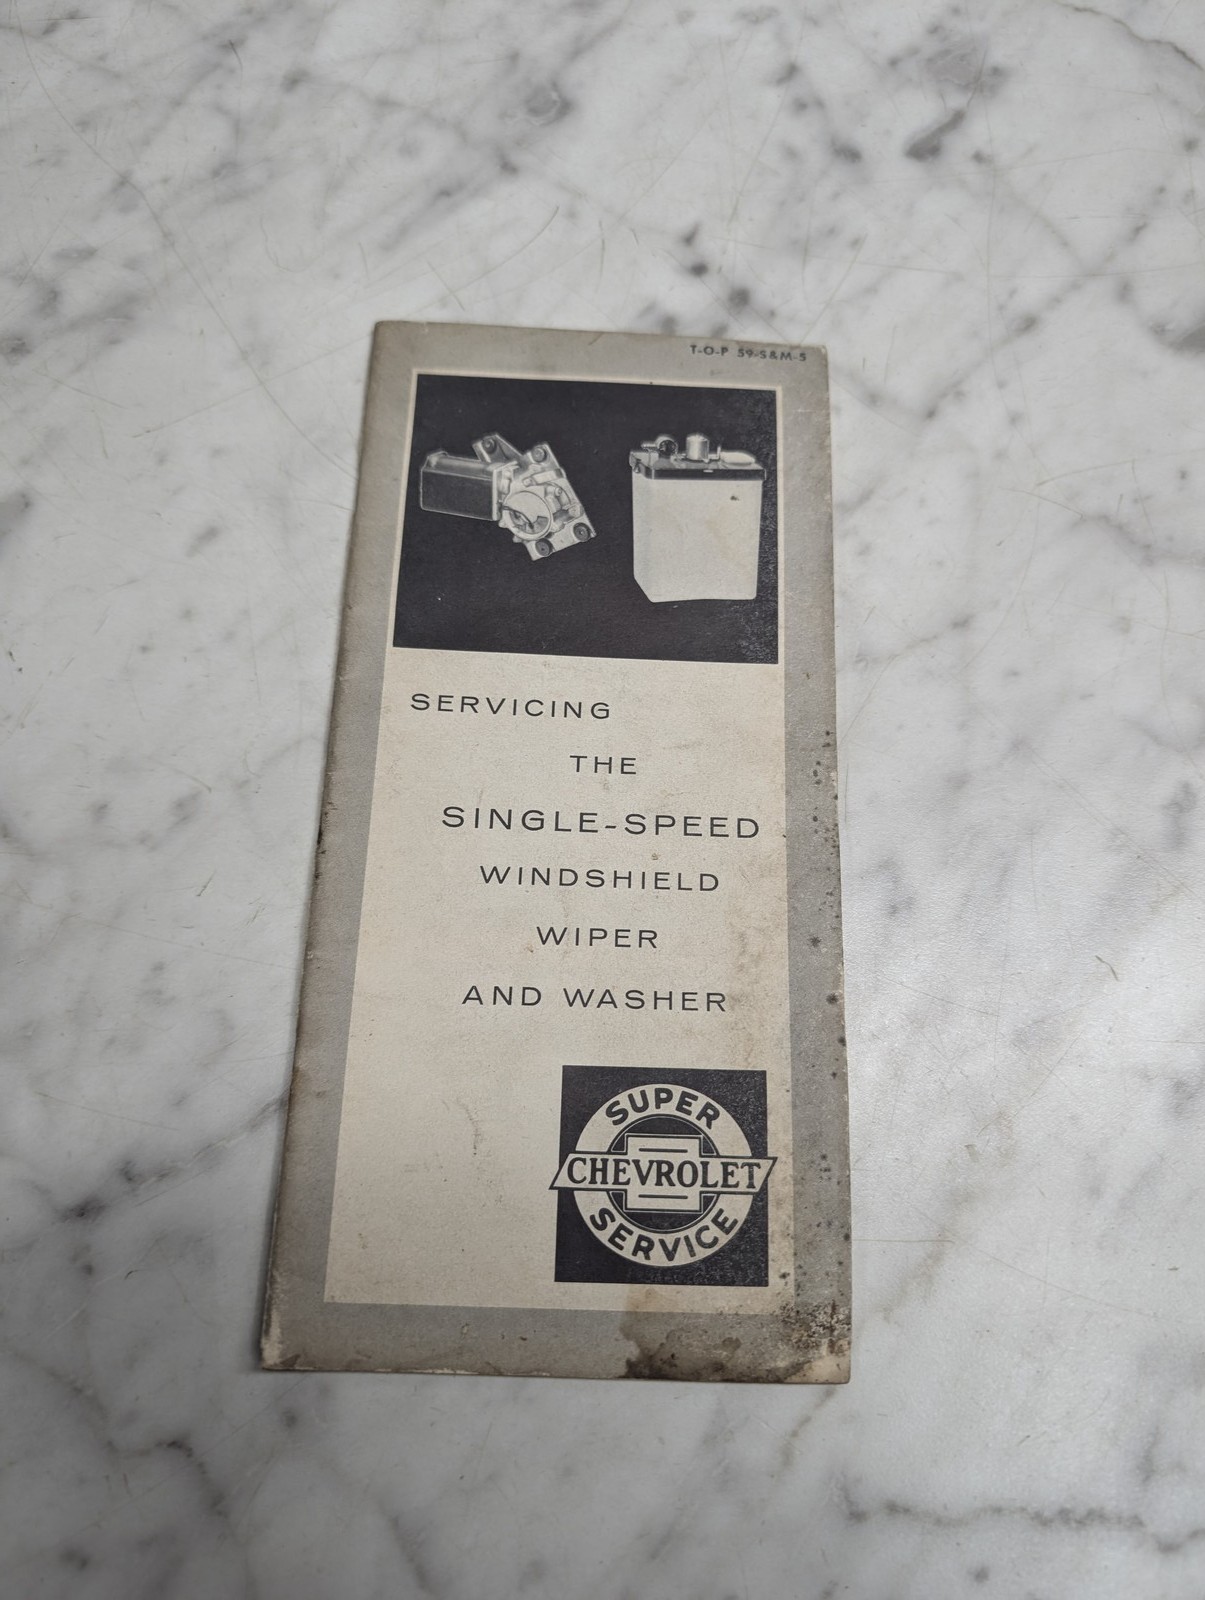 T-O-P 59-S&M-5
SERVICING
THE
SINGLE-SPEED
WINDSHIELD
WIPER
AND WASHER
SUPER
CHEVROLET
SERVICE